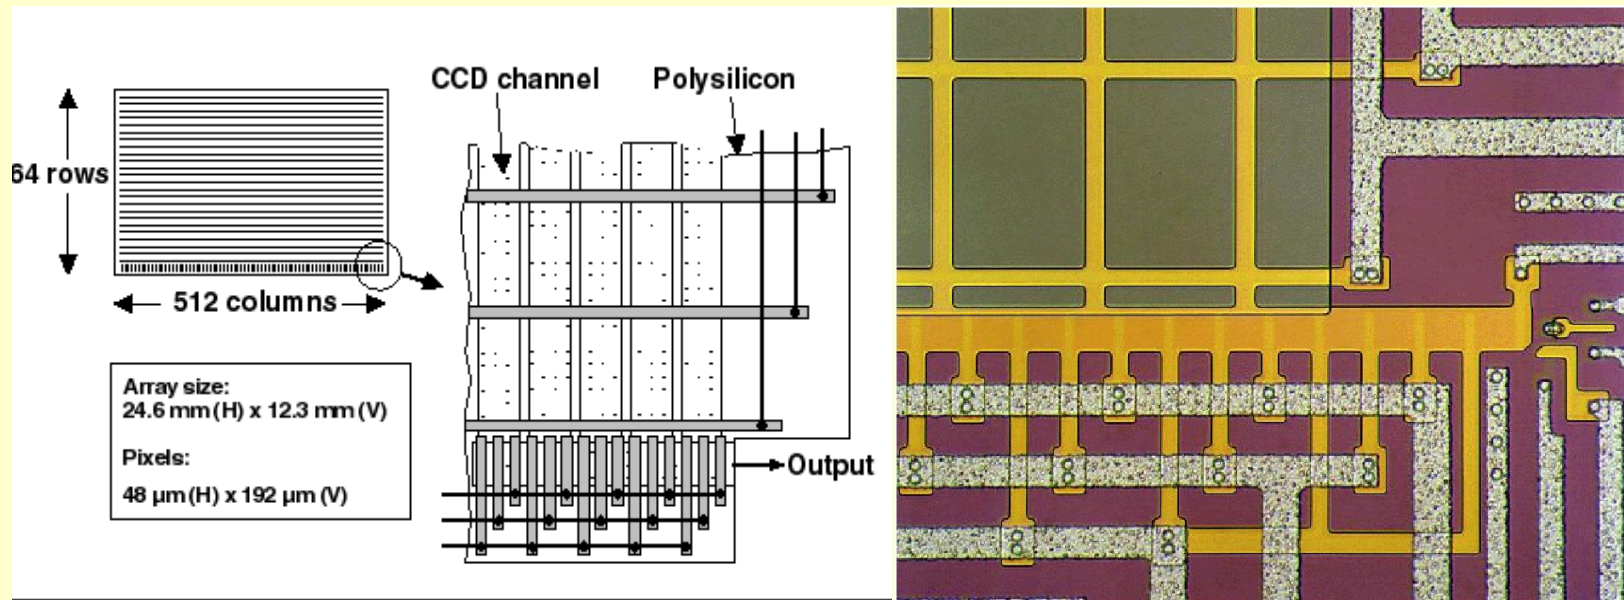 CCD channel
Polysilicon
64 rows
512 columns
Array size:
24.6 mm (H) x 12.3 mm (V)
Pixels:
48 µm (H) x 192 µm (V)
Output